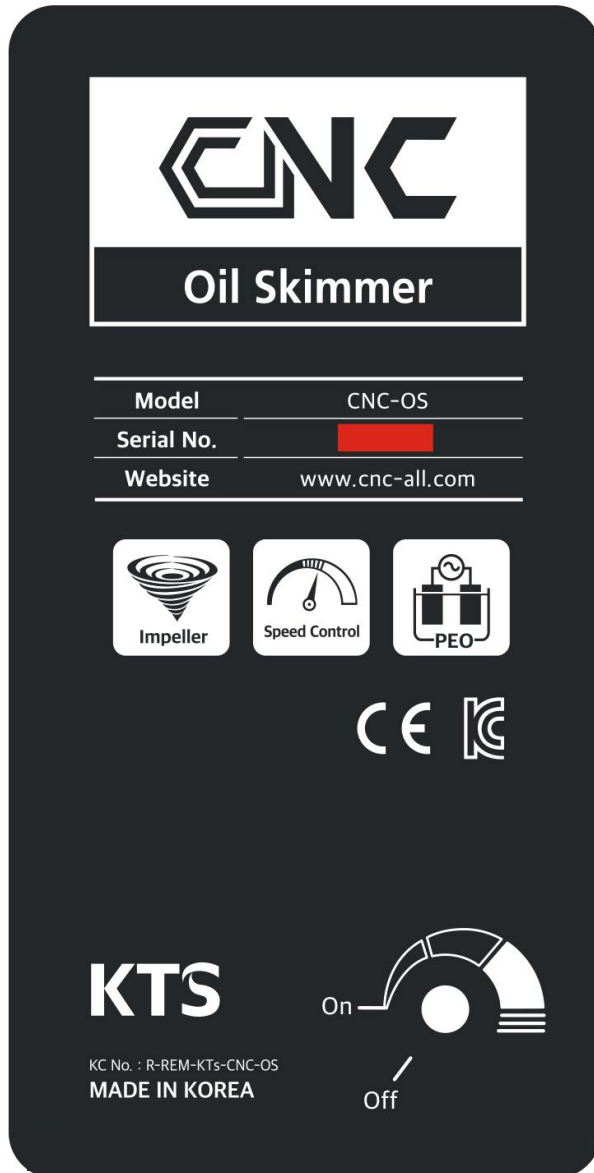 CNC
Oil Skimmer
Model CNC-OS
Serial No.
Website www.cnc-all.com
Impeller Speed Control PEO
CE KC
KTS
On
KC No. : R-REM-KTs-CNC-OS
MADE IN KOREA
Off